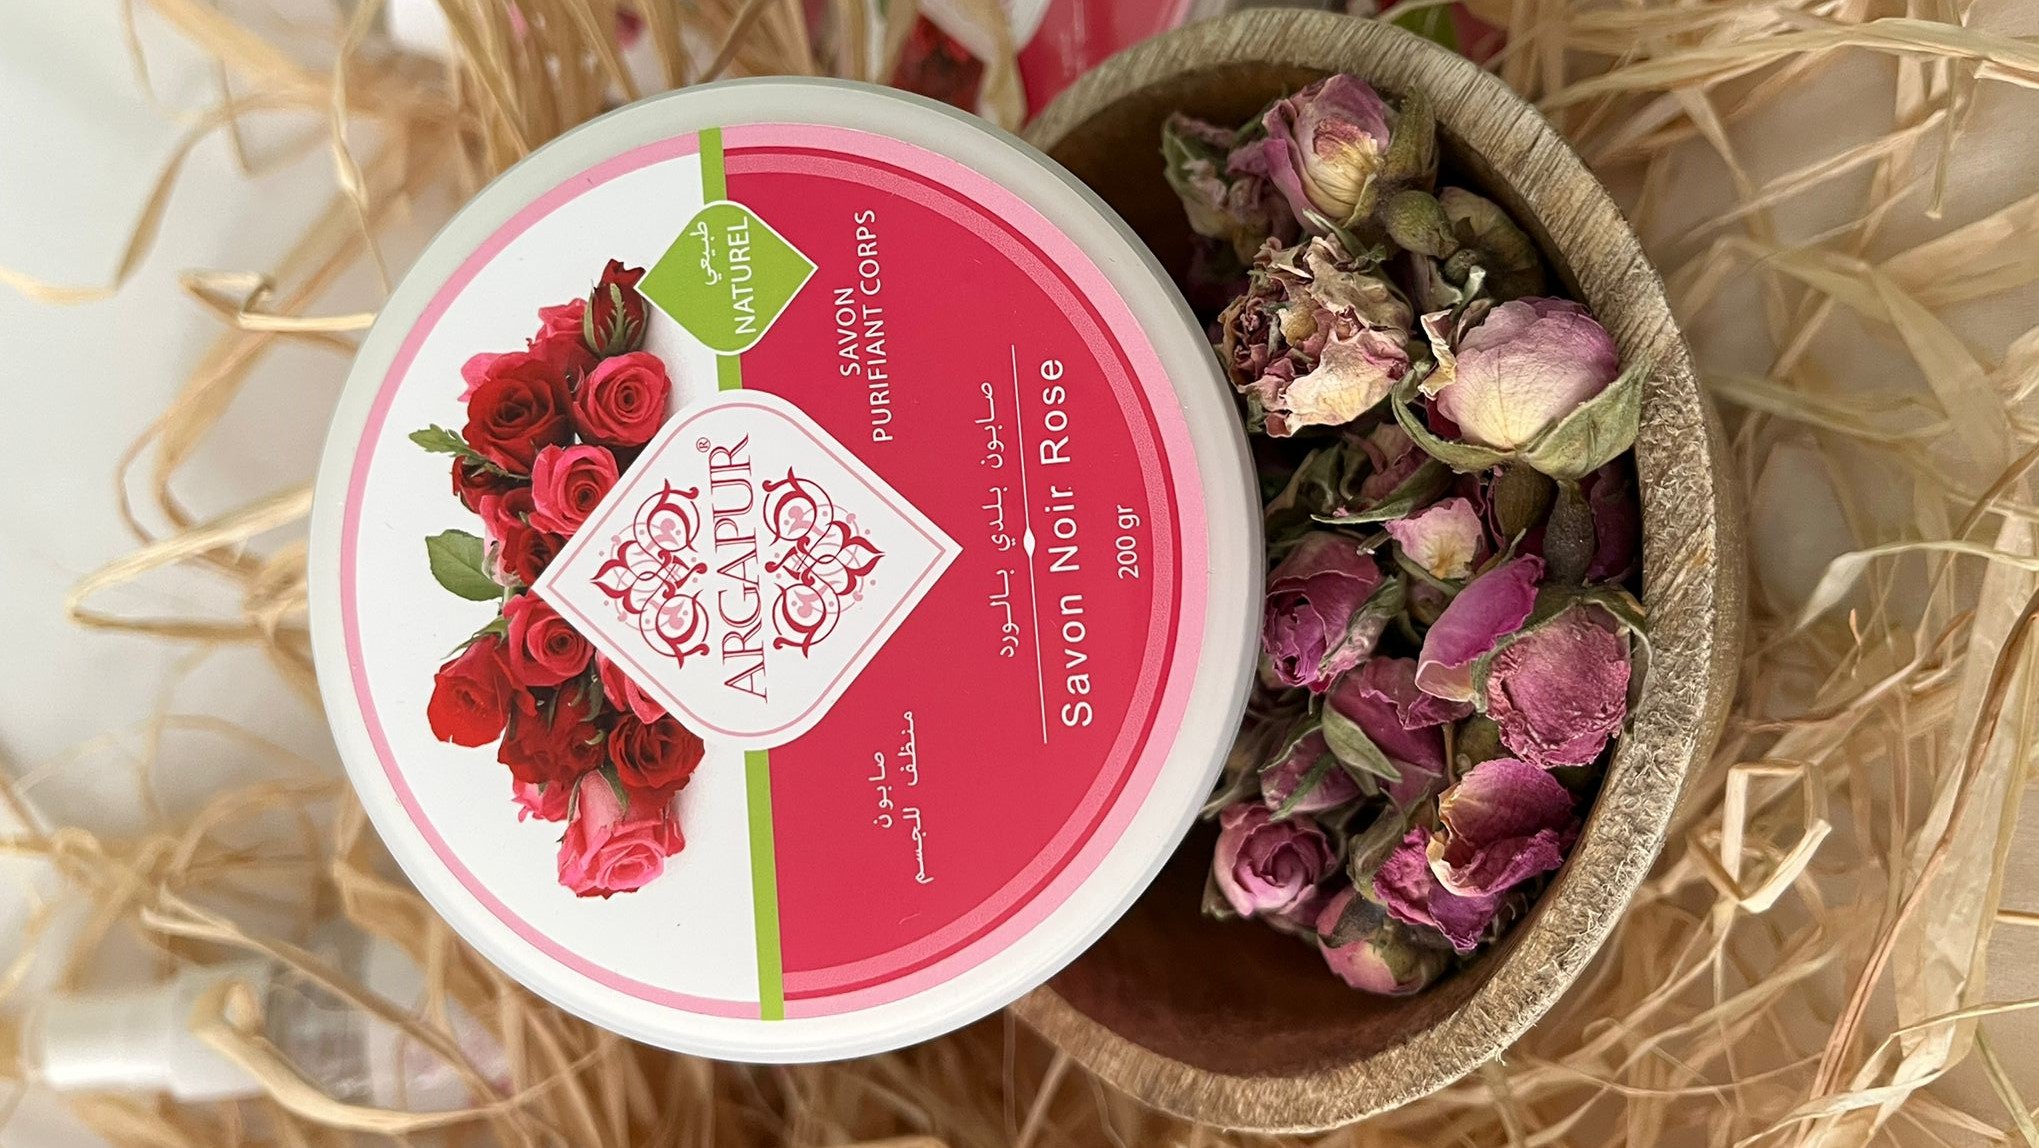 طبيعي
NATUREL
ARGAPUR®
صابون
منظف للجسم
SAVON
PURIFIANT CORPS
صابون بلدي بالورد
Savon Noir Rose
200 gr